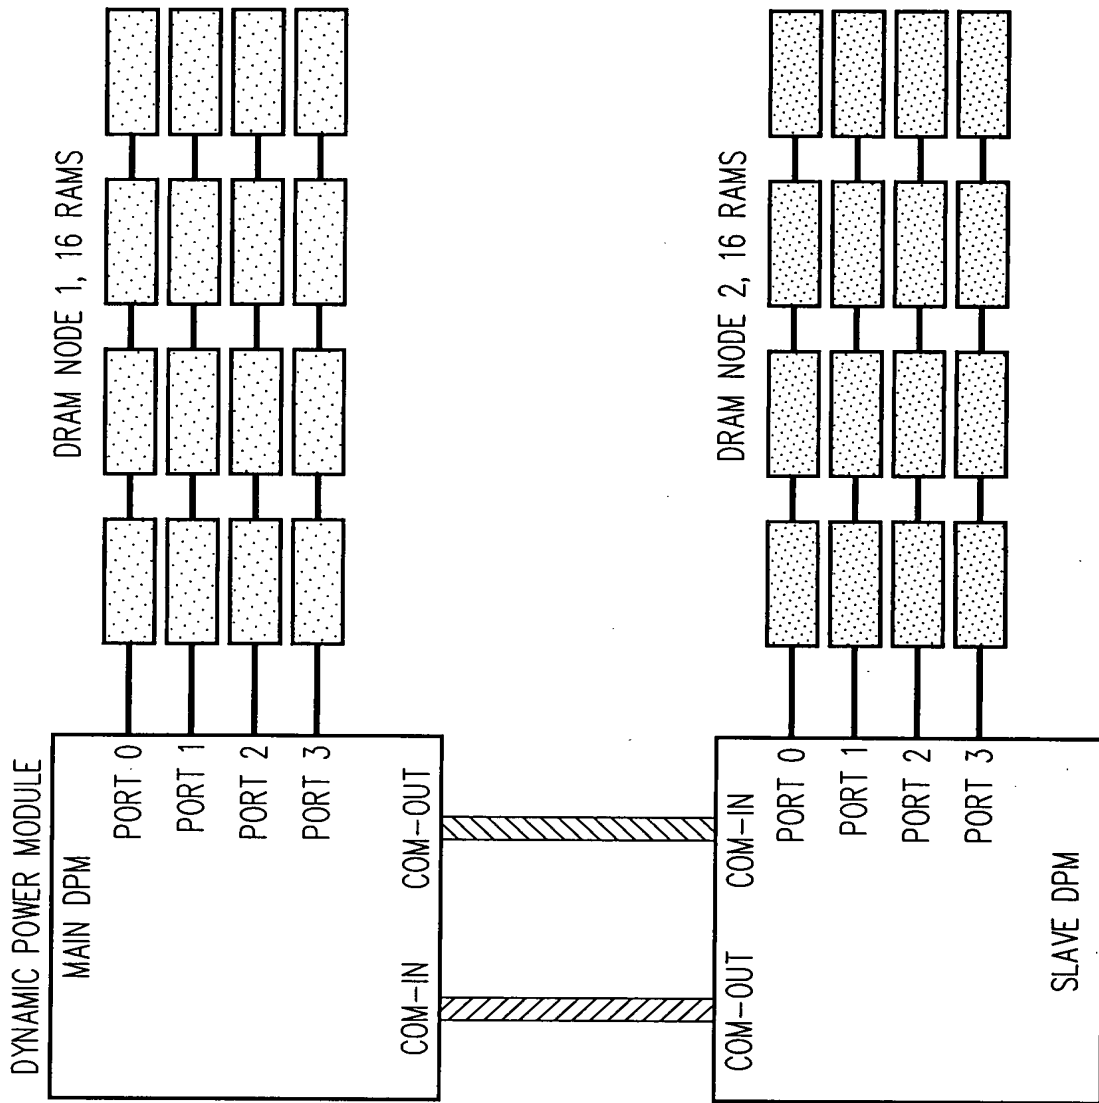 DYNAMIC POWER MODULE
MAIN DPM
PORT 0
PORT 1
PORT 2
PORT 3
COM-IN
COM-OUT
DRAM NODE 1, 16 RAMS
COM-OUT
COM-IN
PORT 0
PORT 1
PORT 2
PORT 3
SLAVE DPM
DRAM NODE 2, 16 RAMS